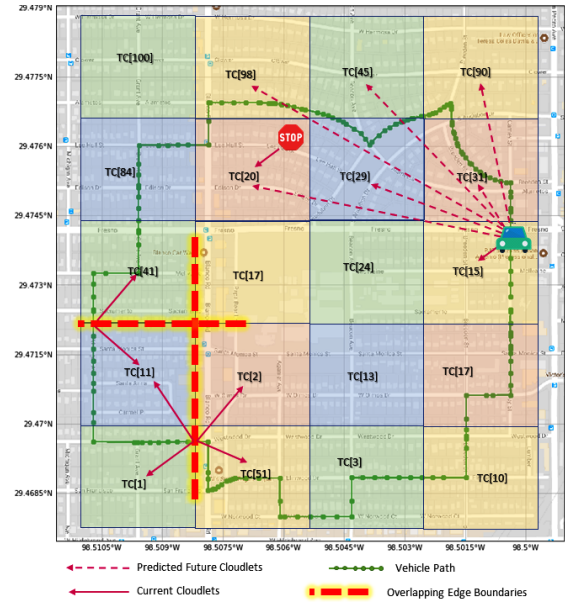 29.479°N
29.4775°N
29.476°N
29.4745°N
29.473°N
29.4715°N
29.47°N
29.4685°N
TC[100]
TC[98]
TC[45]
TC[90]
STOP
TC[84]
TC[20]
TC[29]
TC[31]
TC[41]
TC[17]
TC[24]
TC[15]
TC[11]
TC[2]
TC[13]
TC[17]
TC[1]
TC[51]
TC[3]
TC[10]
98.5105°W 98.509°W 98.5075°W 98.506°W 98.5045°W 98.503°W 98.5015°W 98.5°W
Predicted Future Cloudlets
Vehicle Path
Current Cloudlets
Overlapping Edge Boundaries